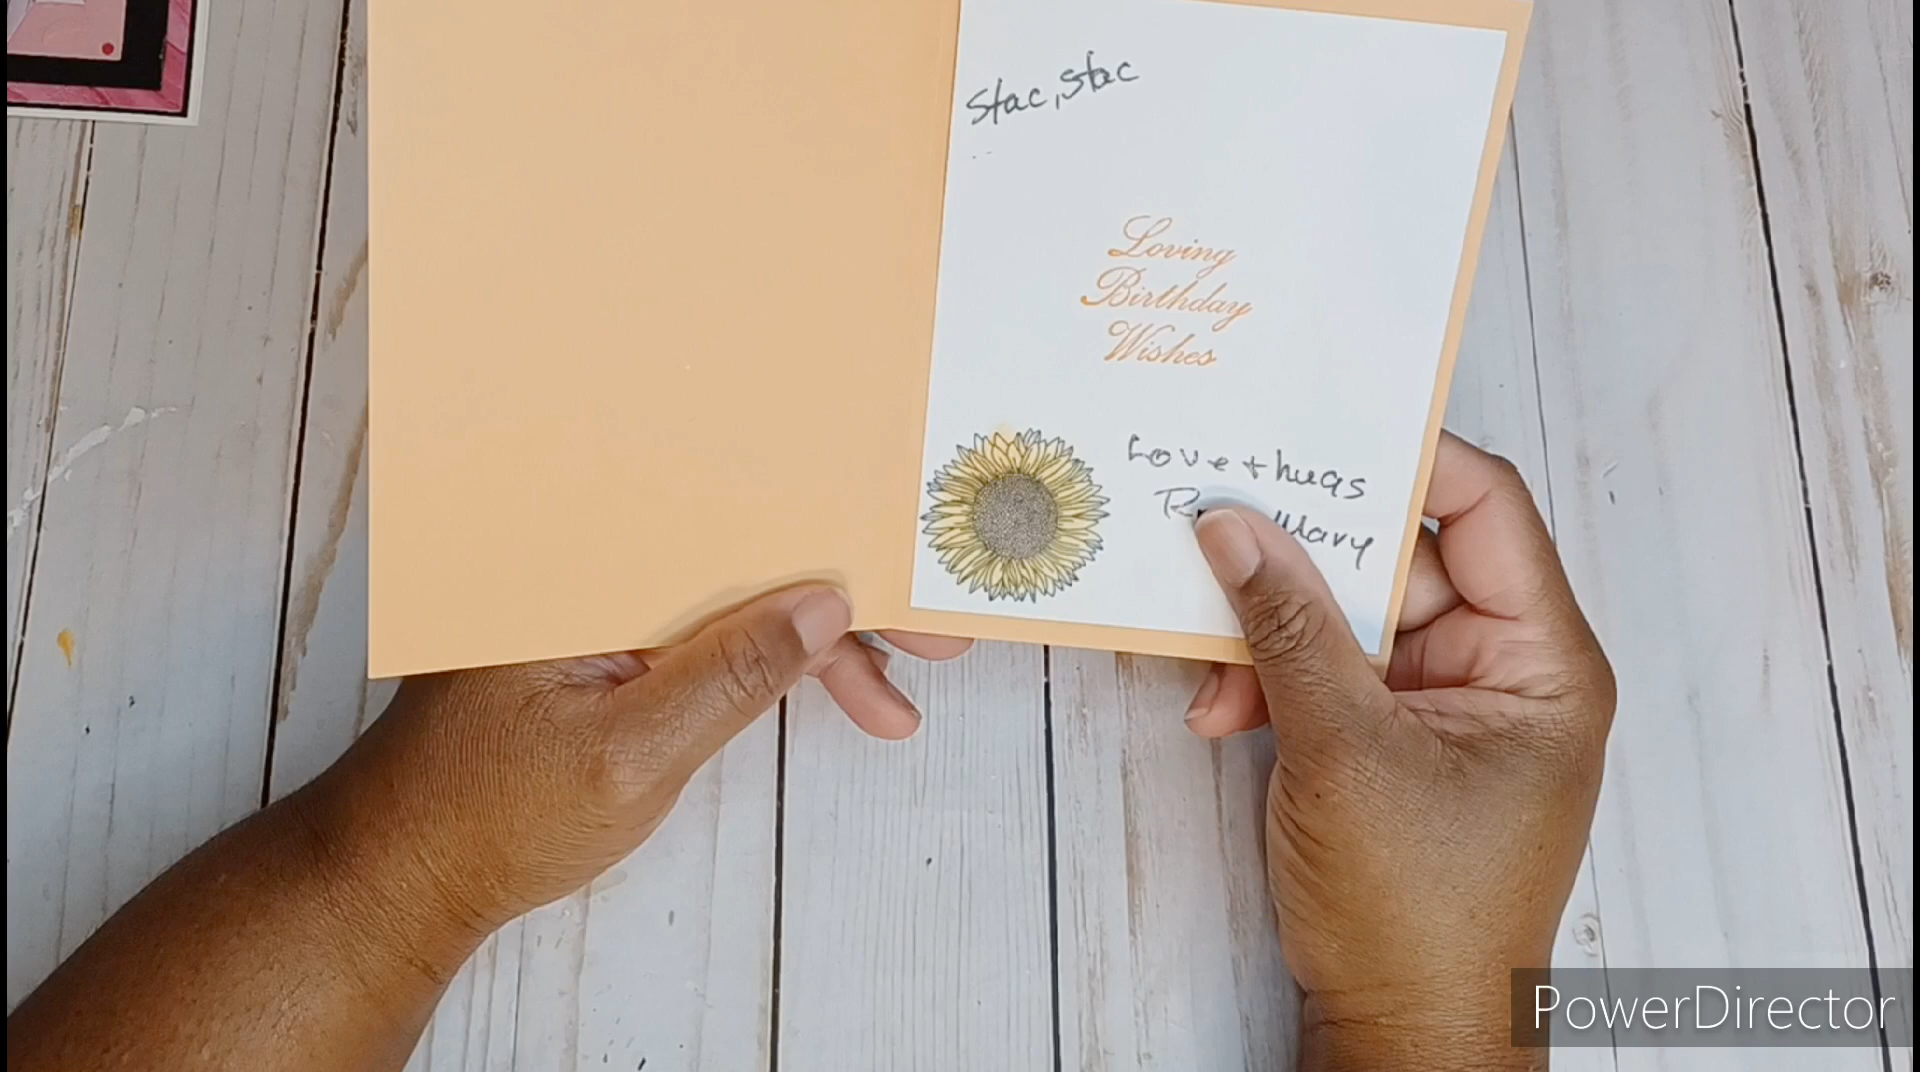 Stac, Stac
Loving
Birthday
Wishes
Love + hugs
Mary
PowerDirector